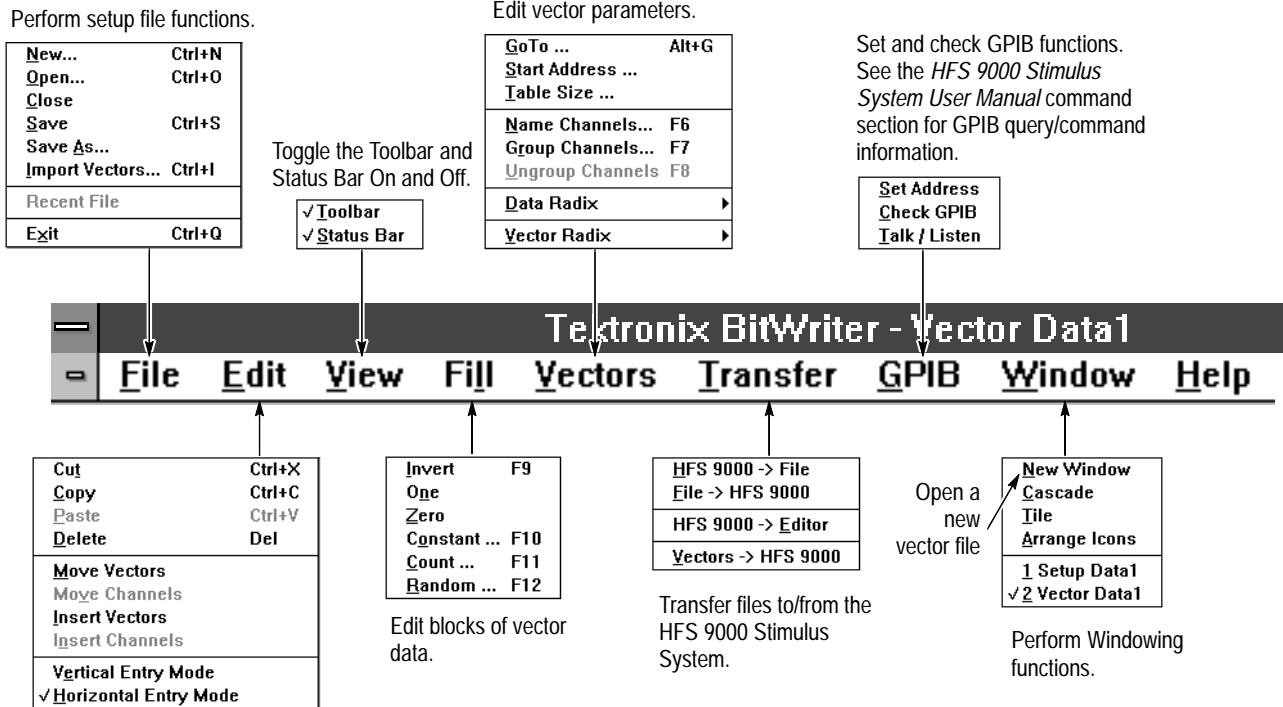 Perform setup file functions.
New... Ctrl+N
Open... Ctrl+O
Close
Save Ctrl+S
Save As...
Import Vectors... Ctrl+I
Recent File
Exit Ctrl+Q
Toggle the Toolbar and
Status Bar On and Off.
√ Toolbar
√ Status Bar
Edit vector parameters.
GoTo ... Alt+G
Start Address ...
Table Size ...
Name Channels... F6
Group Channels... F7
Ungroup Channels F8
Data Radix
Vector Radix
Set and check GPIB functions.
See the HFS 9000 Stimulus
System User Manual command
section for GPIB query/command
information.
Set Address
Check GPIB
Talk / Listen
Tektronix BitWriter - Vector Data1
File Edit View Fill Vectors Transfer GPIB Window Help
Cut Ctrl+X
Copy Ctrl+C
Paste Ctrl+V
Delete Del
Move Vectors
Move Channels
Insert Vectors
Insert Channels
Vertical Entry Mode
√ Horizontal Entry Mode
Invert F9
One
Zero
Constant ... F10
Count ... F11
Random ... F12
Edit blocks of vector
data.
HFS 9000 -> File
File -> HFS 9000
HFS 9000 -> Editor
Vectors -> HFS 9000
Transfer files to/from the
HFS 9000 Stimulus
System.
Open a
new
vector file
New Window
Cascade
Tile
Arrange Icons
1 Setup Data1
√ 2 Vector Data1
Perform Windowing
functions.